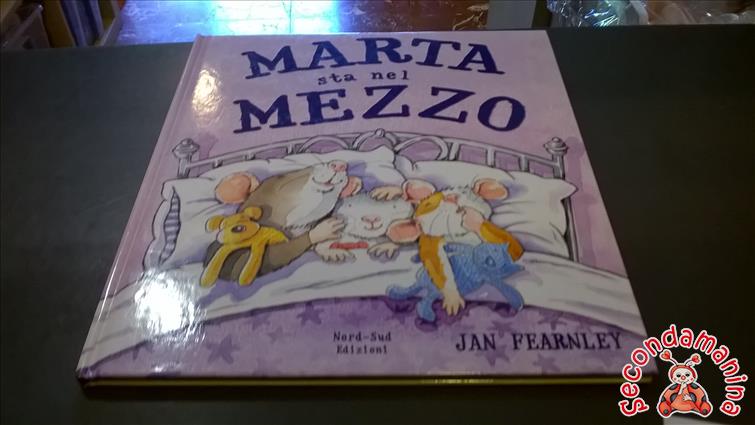 MARTA
sta nel
MEZZO
Nord-Sud
Edizioni
JAN FEARNLEY
secondamanina